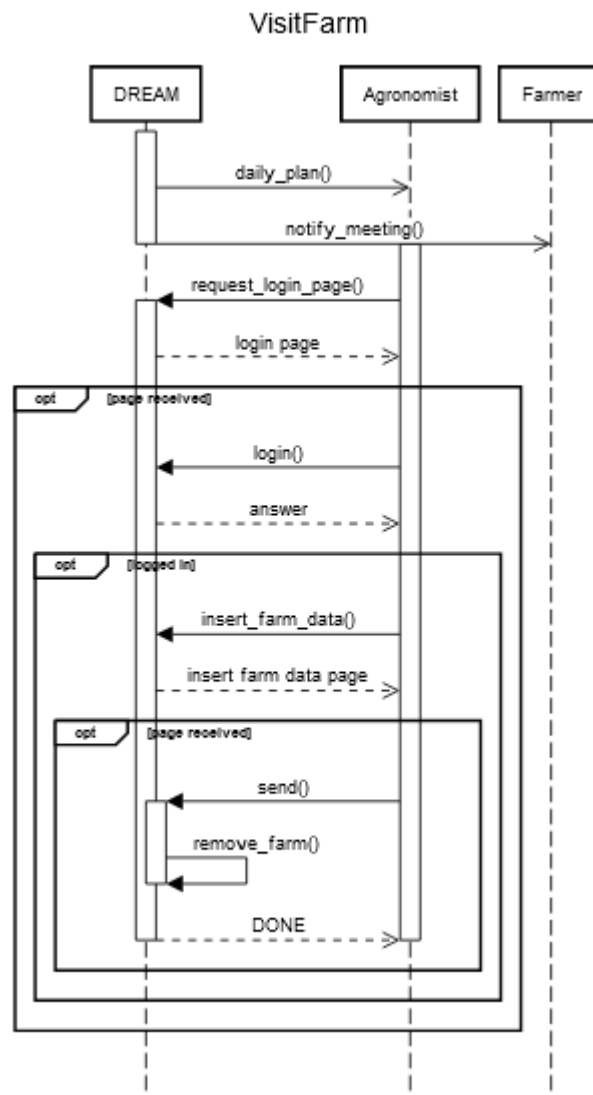 VisitFarm
DREAM
Agronomist
Farmer
daily_plan()
notify_meeting()
request_login_page()
login page
opt
[page received]
login()
answer
opt
[logged in]
insert_farm_data()
insert farm data page
opt
[page received]
send()
remove_farm()
DONE